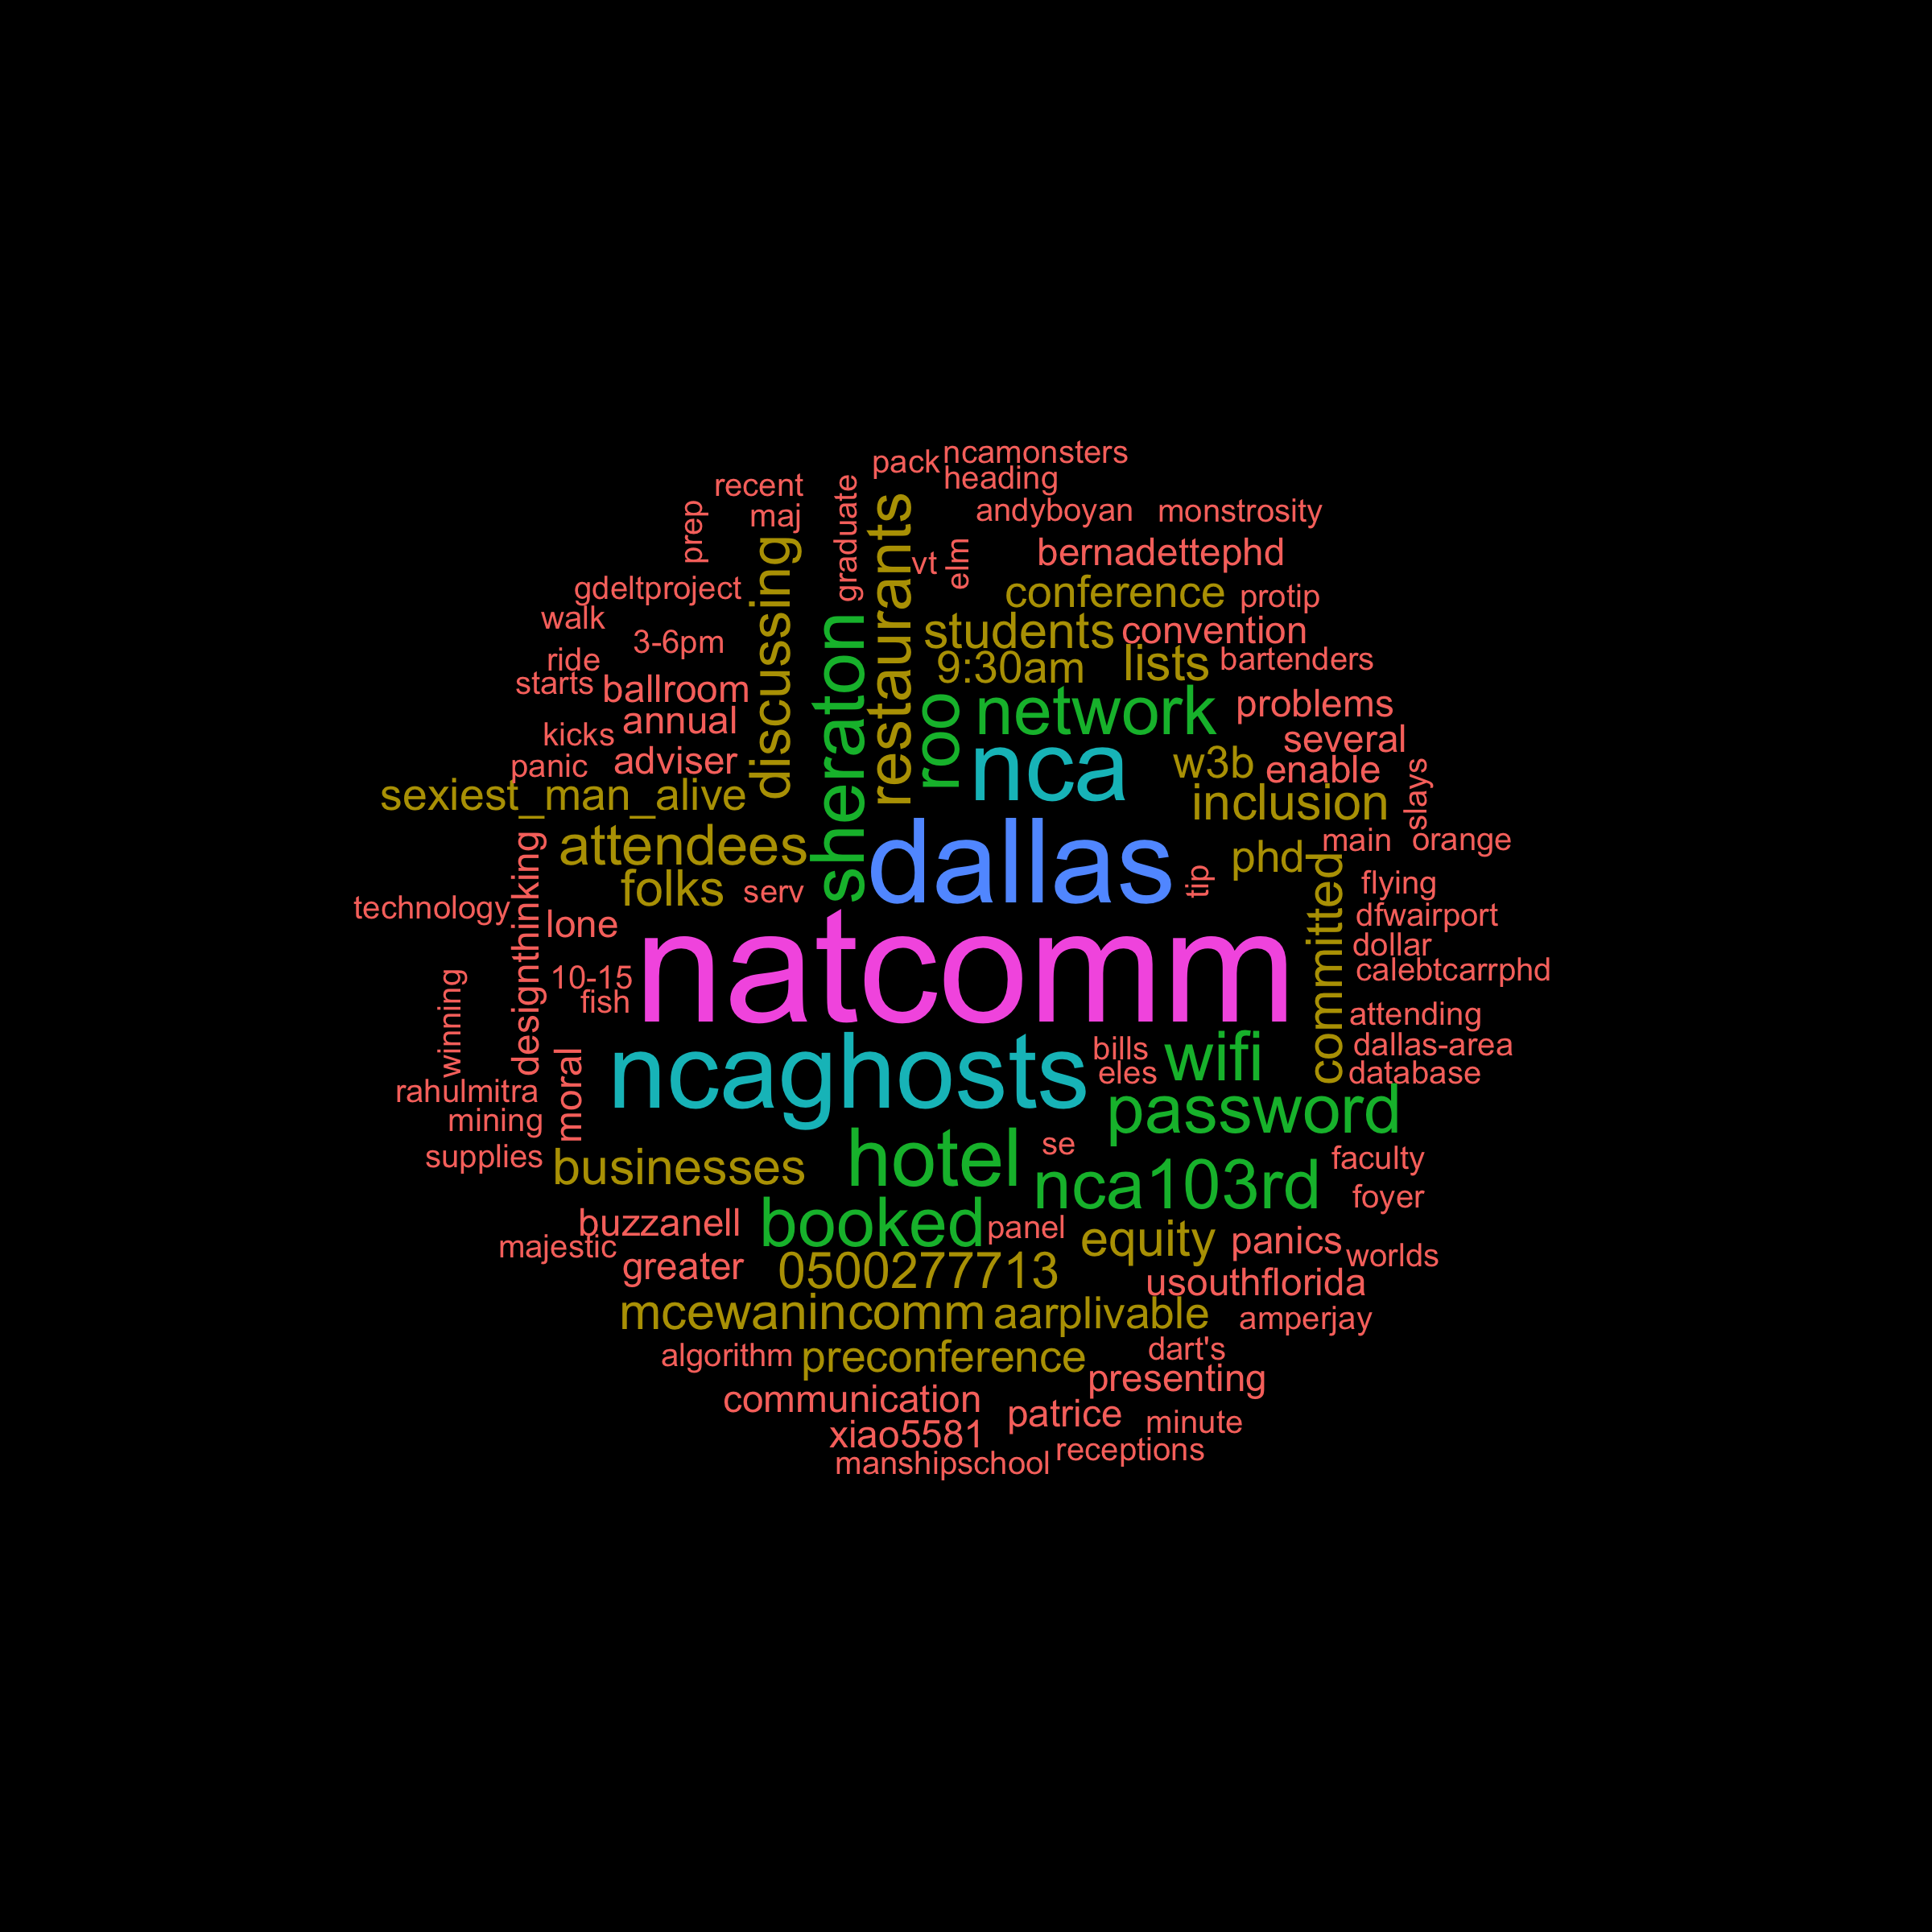 ncamonsters
pack
heading
recent
graduate
restaurants
andyboyan
monstrosity
maj
prep
discussing
vt
elm
bernadettephd
gdeltproject
conference
protip
walk
students
convention
3-6pm
sheraton
ride
9:30am
lists
bartenders
starts
ballroom
roo
network
problems
annual
kicks
several
panic
adviser
nca
w3b
enable
sexiest_man_alive
inclusion
slays
attendees
main
orange
dallas
phd
folks
serv
tip
flying
technology
designthinking
lone
committed
dfwairport
dollar
natcomm
10-15
calebtcarrphd
fish
winning
attending
bills
wifi
dallas-area
ncaghosts
eles
database
rahulmitra
moral
mining
password
se
supplies
businesses
hotel
faculty
nca103rd
foyer
buzzanell
booked
panel
majestic
equity
panics
worlds
greater
0500277713
usouthflorida
mcewanincomm
aarplivable
amperjay
algorithm
preconference
dart's
presenting
communication
patrice
minute
xiao5581
receptions
manshipschool